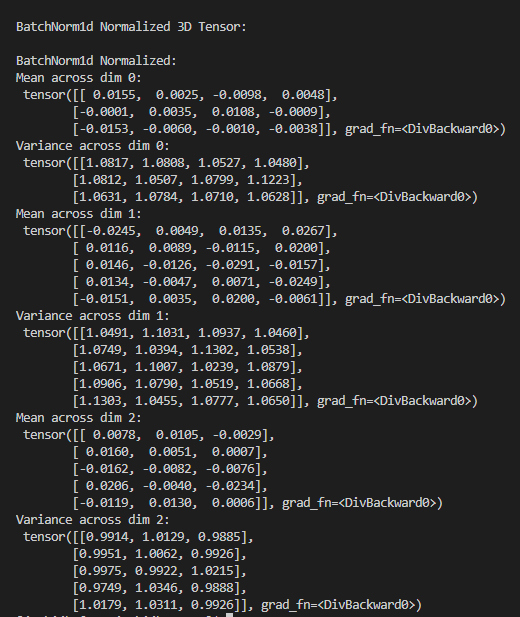 BatchNorm1d Normalized 3D Tensor:
BatchNorm1d Normalized:
Mean across dim 0:
tensor([[ 0.0155,  0.0025, -0.0098,  0.0048],
[-0.0001,  0.0035,  0.0108, -0.0009],
[-0.0153, -0.0060, -0.0010, -0.0038]], grad_fn=<DivBackward0>)
Variance across dim 0:
tensor([[1.0817, 1.0808, 1.0527, 1.0480],
[1.0812, 1.0507, 1.0799, 1.1223],
[1.0631, 1.0784, 1.0710, 1.0628]], grad_fn=<DivBackward0>)
Mean across dim 1:
tensor([[-0.0245,  0.0049,  0.0135,  0.0267],
[ 0.0116,  0.0089, -0.0115,  0.0200],
[ 0.0146, -0.0126, -0.0291, -0.0157],
[ 0.0134, -0.0047,  0.0071, -0.0249],
[-0.0151,  0.0035,  0.0200, -0.0061]], grad_fn=<DivBackward0>)
Variance across dim 1:
tensor([[1.0491, 1.1031, 1.0937, 1.0460],
[1.0749, 1.0394, 1.1302, 1.0538],
[1.0671, 1.1007, 1.0239, 1.0879],
[1.0906, 1.0790, 1.0519, 1.0668],
[1.1303, 1.0455, 1.0777, 1.0650]], grad_fn=<DivBackward0>)
Mean across dim 2:
tensor([[ 0.0078,  0.0105, -0.0029],
[ 0.0160,  0.0051,  0.0007],
[-0.0162, -0.0082, -0.0076],
[ 0.0206, -0.0040, -0.0234],
[-0.0119,  0.0130,  0.0006]], grad_fn=<DivBackward0>)
Variance across dim 2:
tensor([[0.9914, 1.0129, 0.9885],
[0.9951, 1.0062, 0.9926],
[0.9975, 0.9922, 1.0215],
[0.9749, 1.0346, 0.9888],
[1.0179, 1.0311, 0.9926]], grad_fn=<DivBackward0>)